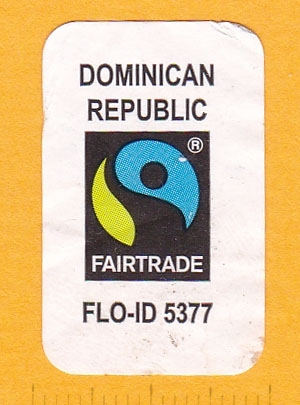 DOMINICAN
REPUBLIC
®
FAIRTRADE
FLO-ID 5377